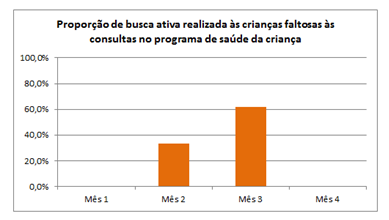 Proporção de busca ativa realizada às crianças faltosas às
consultas no programa de saúde da criança
100,0%
80,0%
60,0%
40,0%
20,0%
0,0%
Mês 1 Mês 2 Mês 3 Mês 4